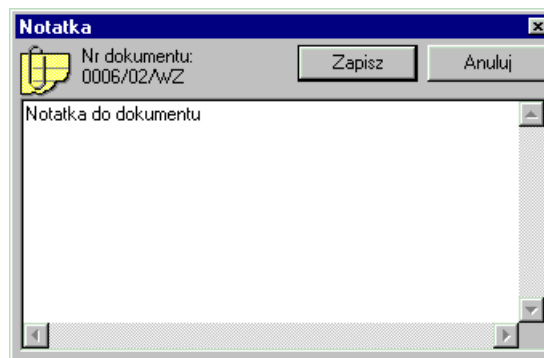 Notatka
Nr dokumentu:
0006/02/WZ
Zapisz
Anuluj
Notatka do dokumentu